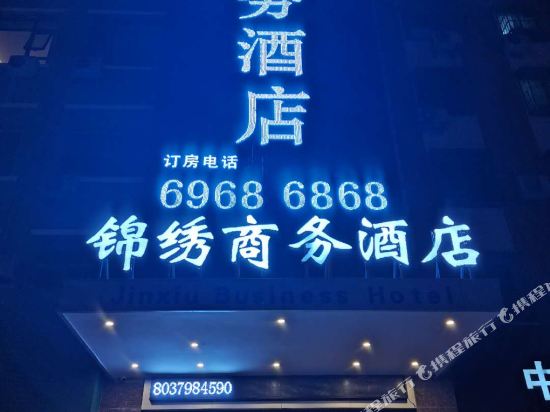 务酒店
订房电话
6968 6868
锦绣商务酒店
Jinxiu Business Hotel
8037984590
中
携程旅行
携程旅行